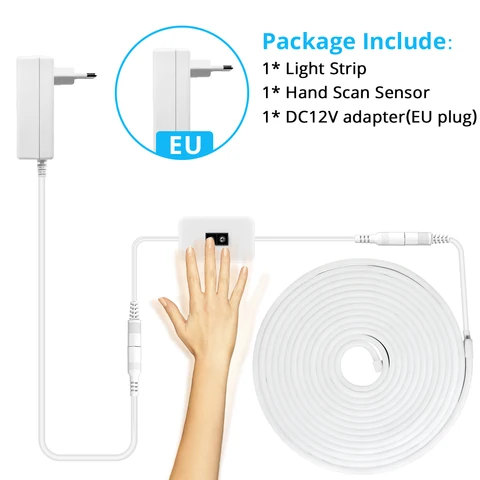 Package Include:
1* Light Strip
1* Hand Scan Sensor
1* DC12V adapter(EU plug)
EU